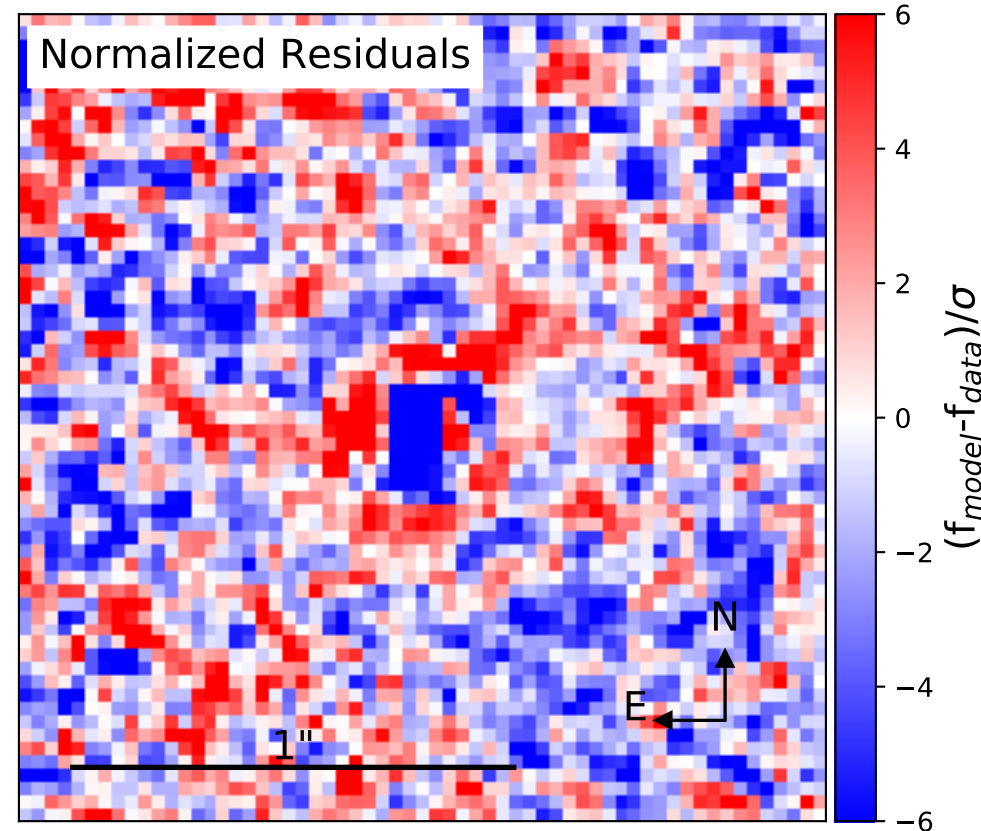 Normalized Residuals
6
4
2
0
−2
−4
−6
(f_model-f_data)/σ
N
E
1"